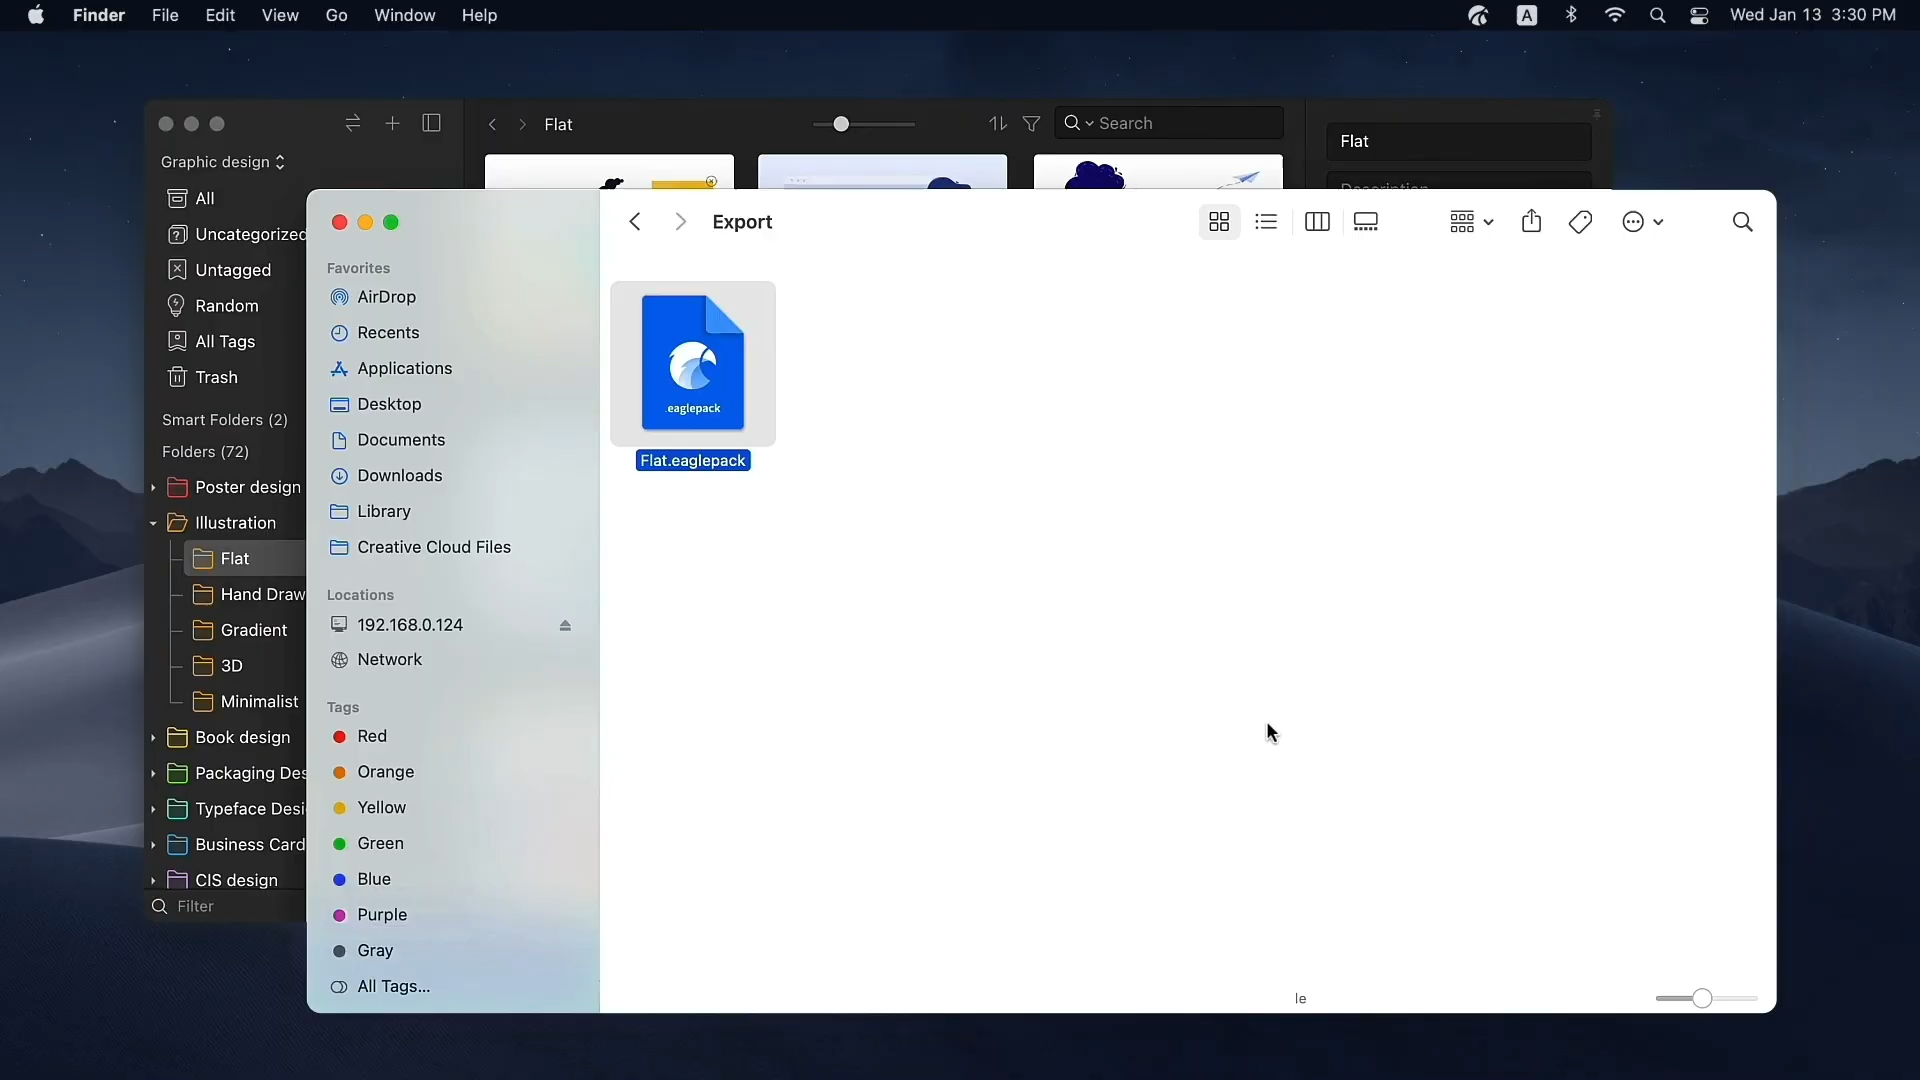 Finder File Edit View Go Window Help
A Wed Jan 13 3:30 PM
Flat
Search
Graphic design
All
Uncategorized
Untagged
Random
All Tags
Trash
Smart Folders (2)
Folders (72)
Poster design
Illustration
Flat
Hand Draw
Gradient
3D
Minimalist
Book design
Packaging Des
Typeface Desi
Business Card
CIS design
Filter
Flat
Description
Favorites
AirDrop
Recents
Applications
Desktop
Documents
Downloads
Library
Creative Cloud Files
Locations
192.168.0.124
Network
Tags
Red
Orange
Yellow
Green
Blue
Purple
Gray
All Tags...
Export
.eaglepack
Flat.eaglepack
le